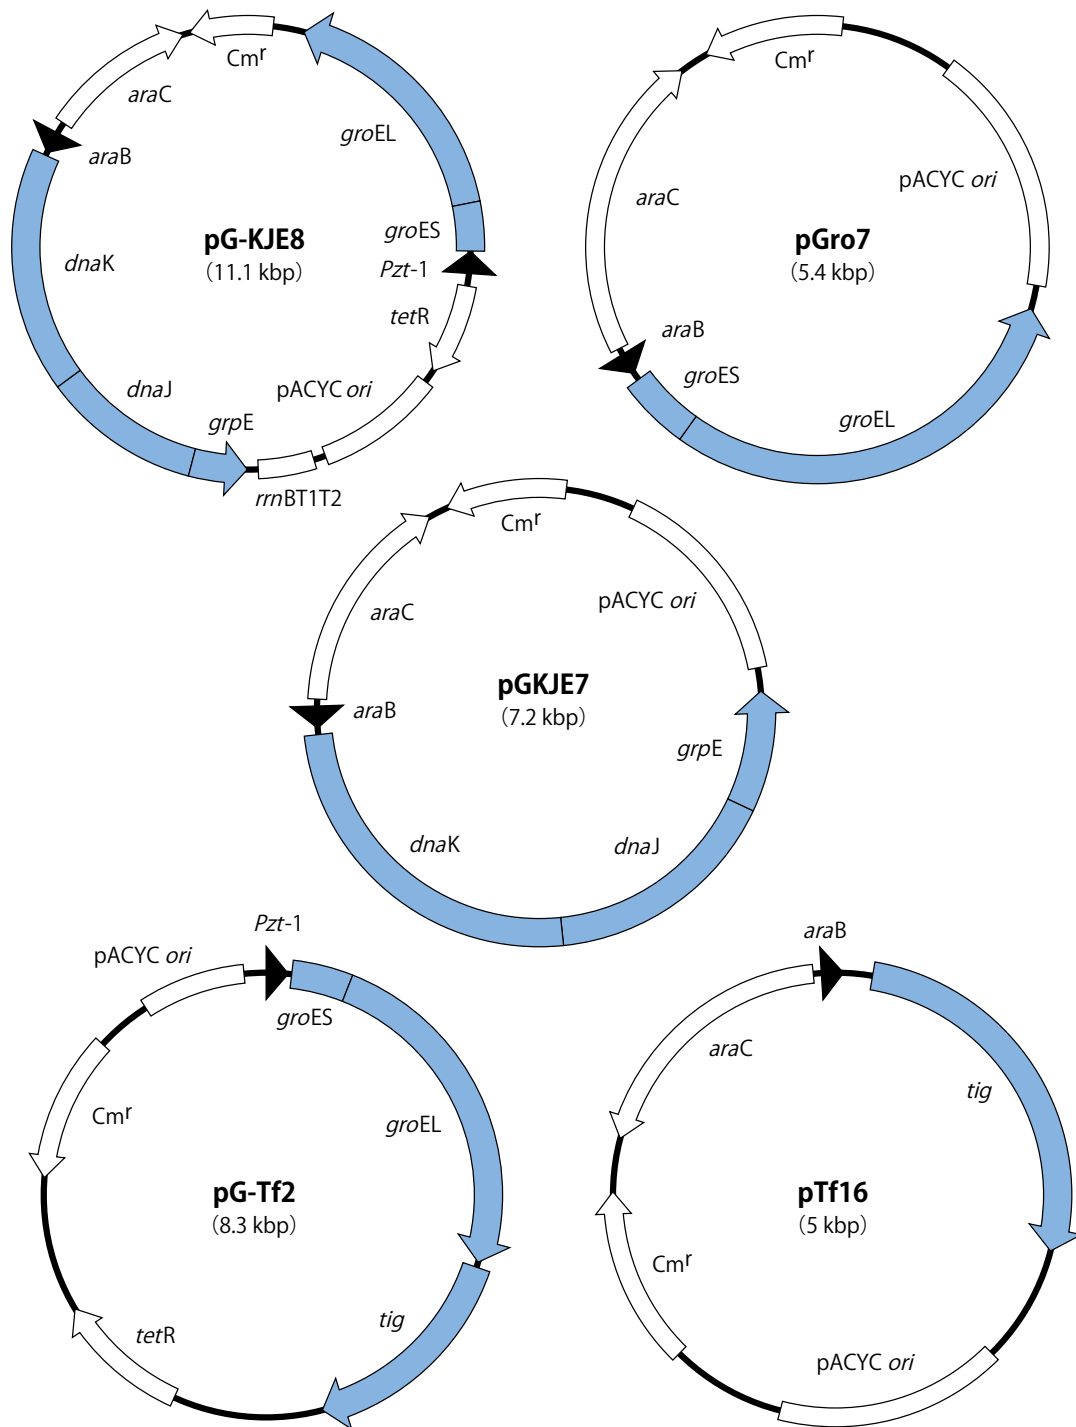 Cmr
araC
araB
groEL
groES
pG-KJE8
(11.1 kbp)
Pzt-1
dnaK
tetR
dnaJ
pACYC ori
grpE
rrnBT1T2
Cmr
pACYC ori
araC
pGro7
(5.4 kbp)
araB
groES
groEL
Cmr
pACYC ori
araC
pGKJE7
(7.2 kbp)
araB
grpE
dnaK
dnaJ
Pzt-1
pACYC ori
groES
Cmr
groEL
pG-Tf2
(8.3 kbp)
tig
tetR
araB
araC
tig
pTf16
(5 kbp)
Cmr
pACYC ori